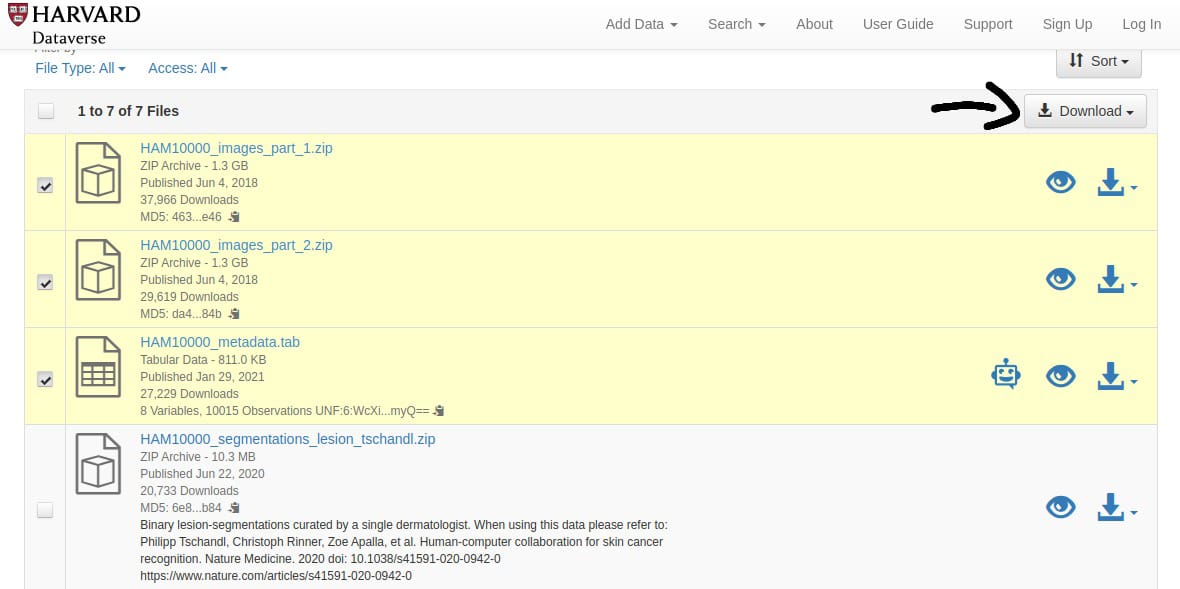 HARVARD
Dataverse
Add Data
Search
About
User Guide
Support
Sign Up
Log In
Filter by
File Type: All
Access: All
Sort
1 to 7 of 7 Files
Download
HAM10000_images_part_1.zip
ZIP Archive - 1.3 GB
Published Jun 4, 2018
37,966 Downloads
MD5: 463...e46
HAM10000_images_part_2.zip
ZIP Archive - 1.3 GB
Published Jun 4, 2018
29,619 Downloads
MD5: da4...84b
HAM10000_metadata.tab
Tabular Data - 811.0 KB
Published Jan 29, 2021
27,229 Downloads
8 Variables, 10015 Observations UNF:6:WcXi...myQ==
HAM10000_segmentations_lesion_tschandl.zip
ZIP Archive - 10.3 MB
Published Jun 22, 2020
20,733 Downloads
MD5: 6e8...b84
Binary lesion-segmentations curated by a single dermatologist. When using this data please refer to:
Philipp Tschandl, Christoph Rinner, Zoe Apalla, et al. Human-computer collaboration for skin cancer
recognition. Nature Medicine. 2020 doi: 10.1038/s41591-020-0942-0
https://www.nature.com/articles/s41591-020-0942-0